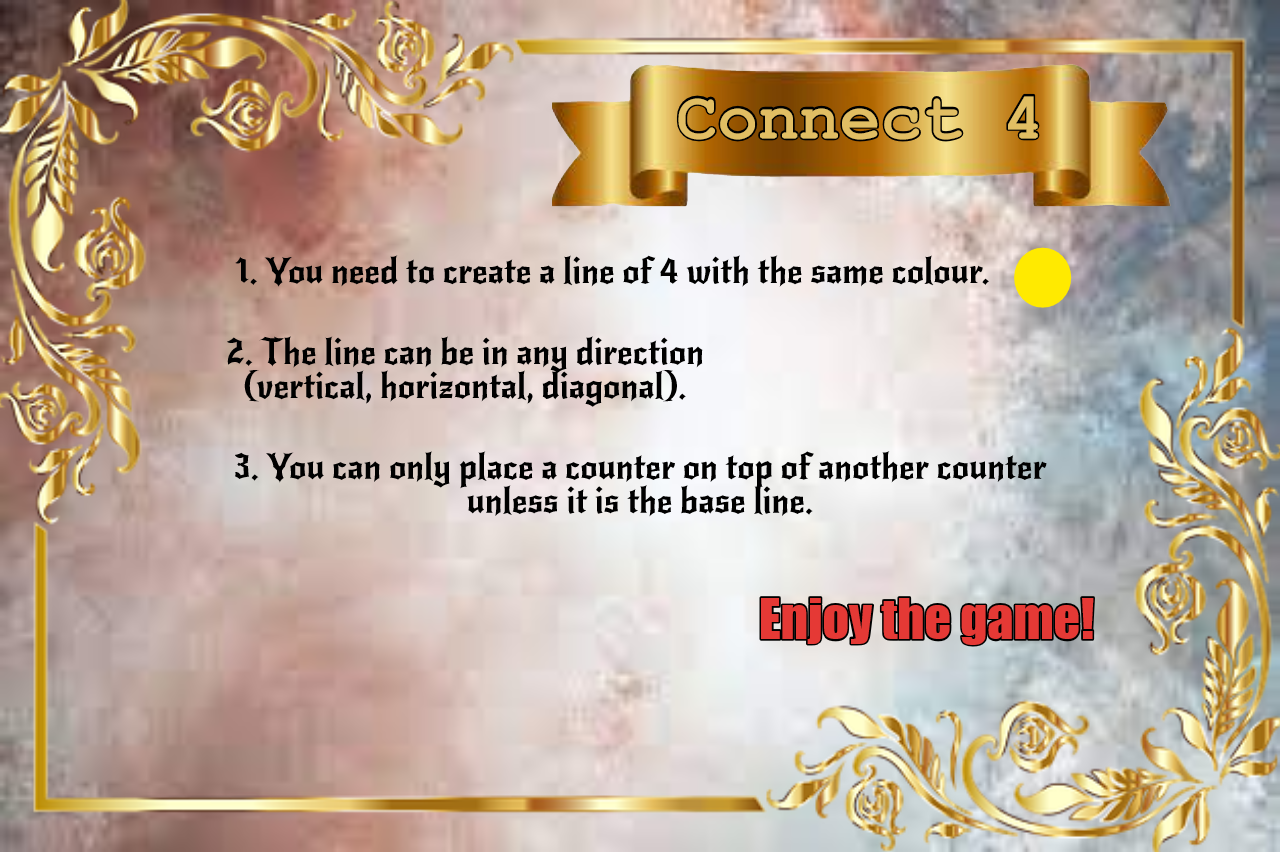 Connect 4
1. You need to create a line of 4 with the same colour.
2. The line can be in any direction
(vertical, horizontal, diagonal).
3. You can only place a counter on top of another counter
unless it is the base line.
Enjoy the game!